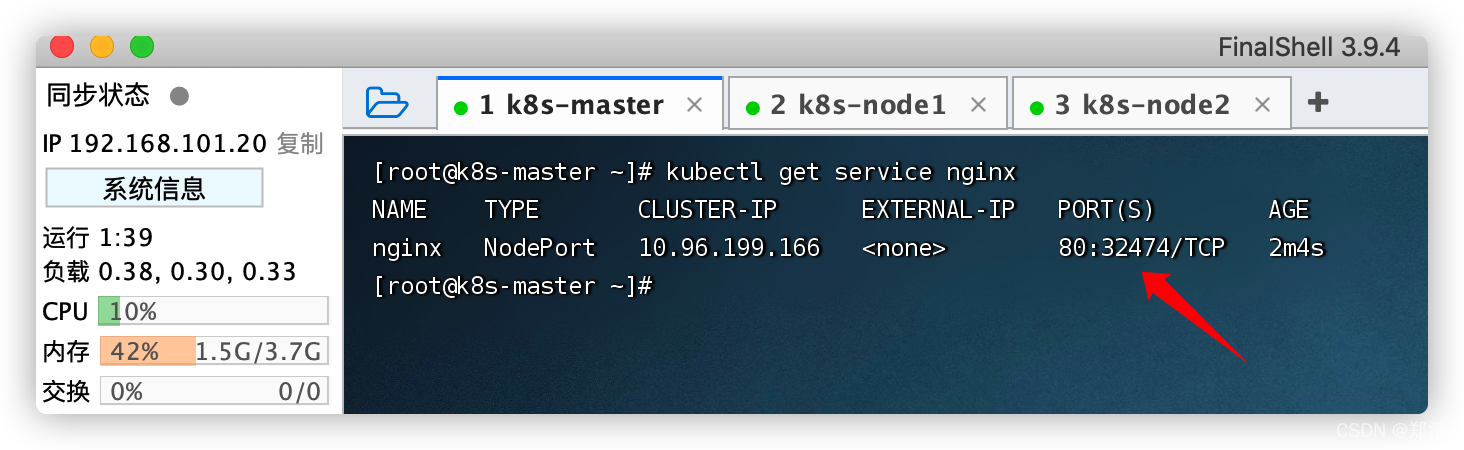 FinalShell 3.9.4
同步状态
IP 192.168.101.20 复制
系统信息
运行 1:39
负载 0.38, 0.30, 0.33
CPU 10%
内存 42% 1.5G/3.7G
交换 0% 0/0
1 k8s-master × 2 k8s-node1 × 3 k8s-node2 × +
[root@k8s-master ~]# kubectl get service nginx
NAME TYPE CLUSTER-IP EXTERNAL-IP PORT(S) AGE
nginx NodePort 10.96.199.166 <none> 80:32474/TCP 2m4s
[root@k8s-master ~]#
CSDN @郑